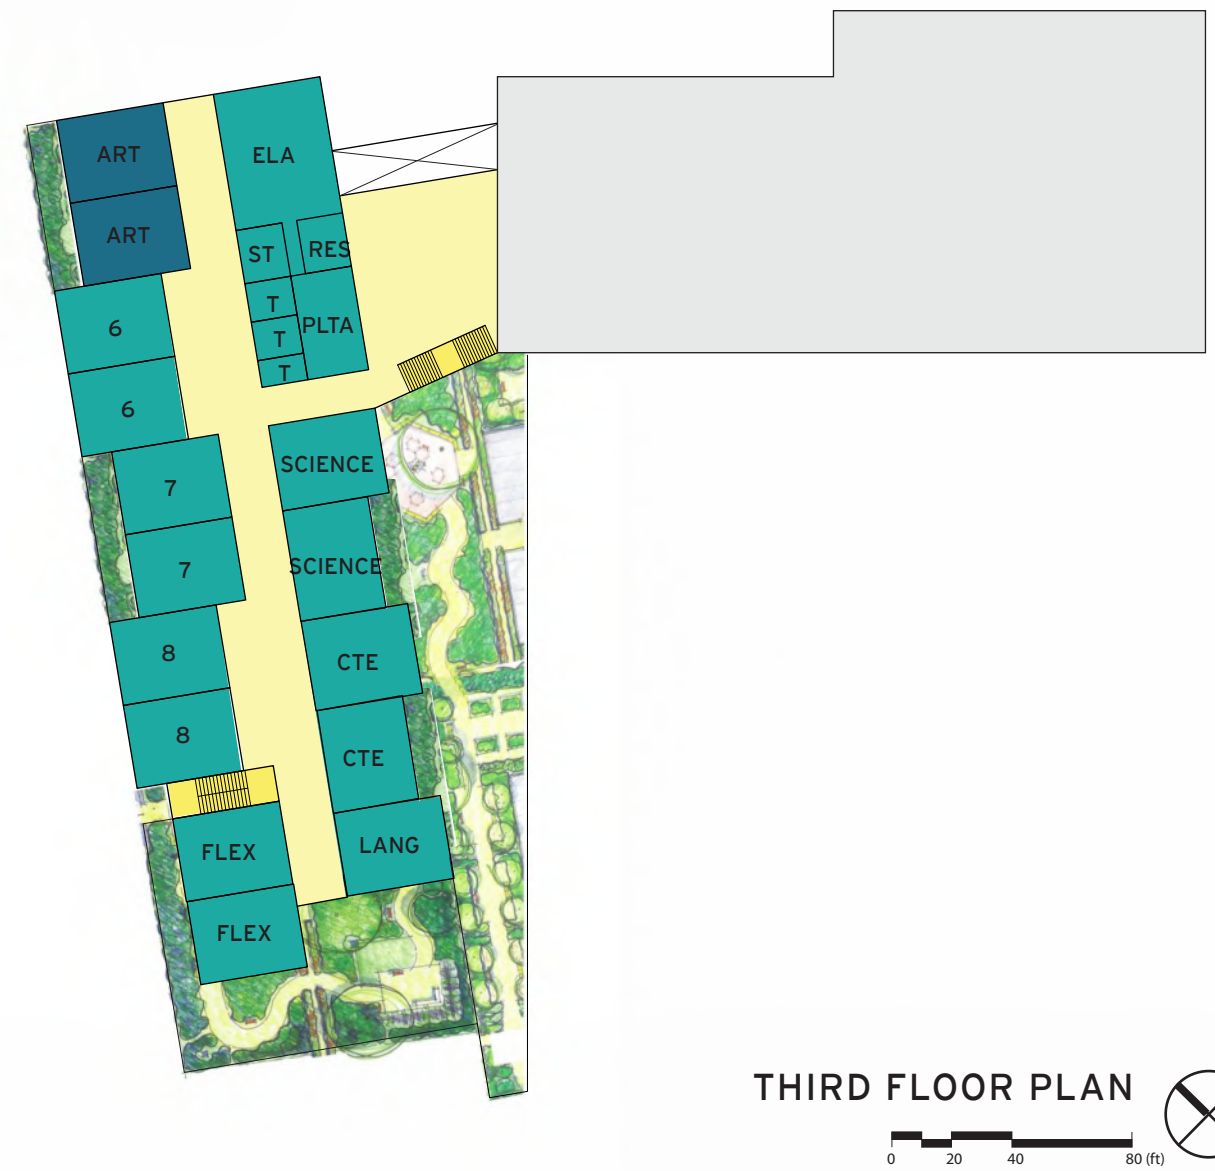 ART
ELA
ART
ST
RES
T
6
PLTA
T
T
6
SCIENCE
7
SCIENCE
7
8
CTE
8
CTE
FLEX
LANG
FLEX
THIRD FLOOR PLAN
0 20 40 80 (ft)